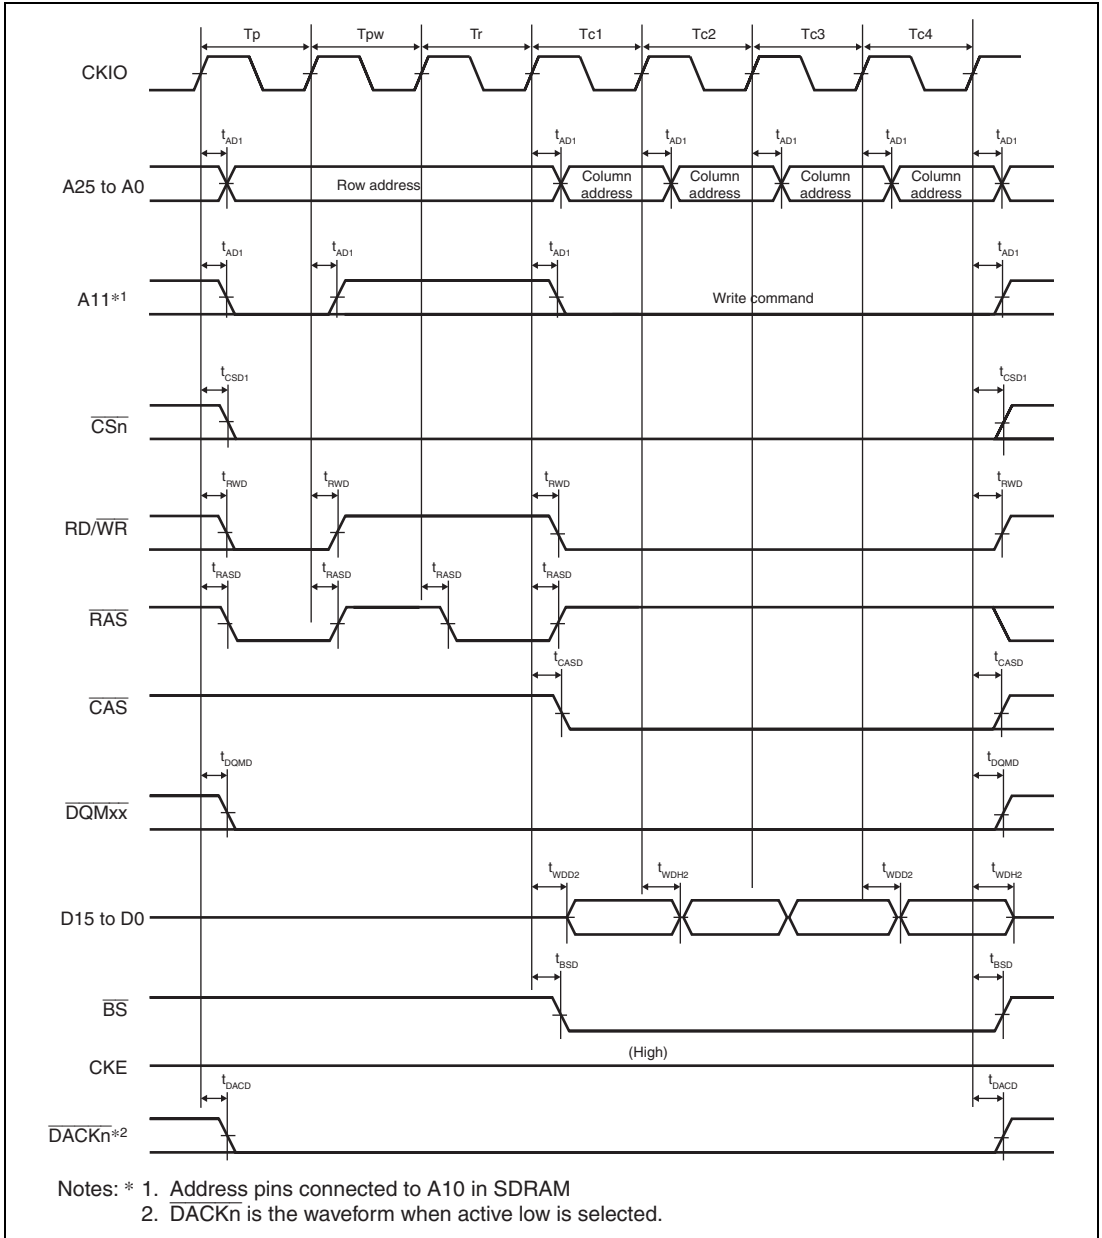 Tp Tpw Tr Tc1 Tc2 Tc3 Tc4
CKIO
tAD1 tAD1 tAD1 tAD1 tAD1 tAD1
A25 to A0 Row address Column address Column address Column address Column address
tAD1 tAD1 tAD1 tAD1
A11*1 Write command
tCSD1 tCSD1
CSn
tRWD tRWD tRWD tRWD
RD/WR
tRASD tRASD tRASD tRASD
RAS
tCASD tCASD
CAS
tDQMD tDQMD
DQMxx
tWDD2 tWDH2 tWDD2 tWDH2
D15 to D0
tBSD tBSD
BS
(High)
CKE
tDACD tDACD
DACKn*2
Notes: * 1. Address pins connected to A10 in SDRAM
2. DACKn is the waveform when active low is selected.